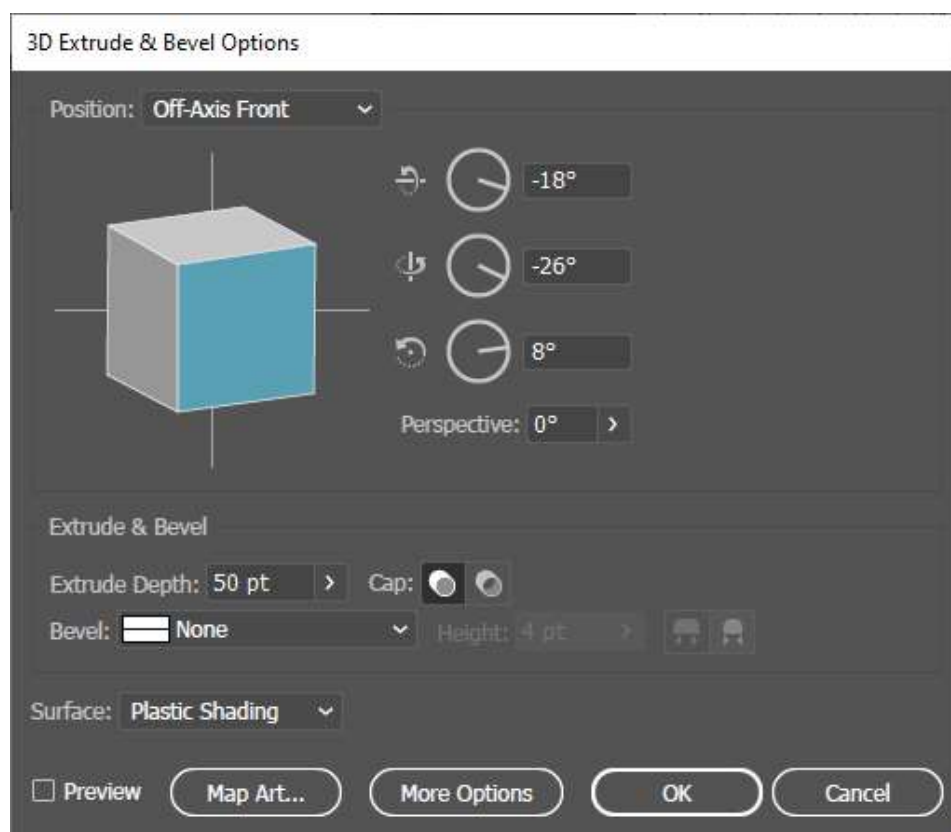 3D Extrude & Bevel Options
Position: Off-Axis Front
-18°
-26°
8°
Perspective: 0°
Extrude & Bevel
Extrude Depth: 50 pt Cap:
Bevel: None Height: 4 pt
Surface: Plastic Shading
Preview Map Art... More Options OK Cancel